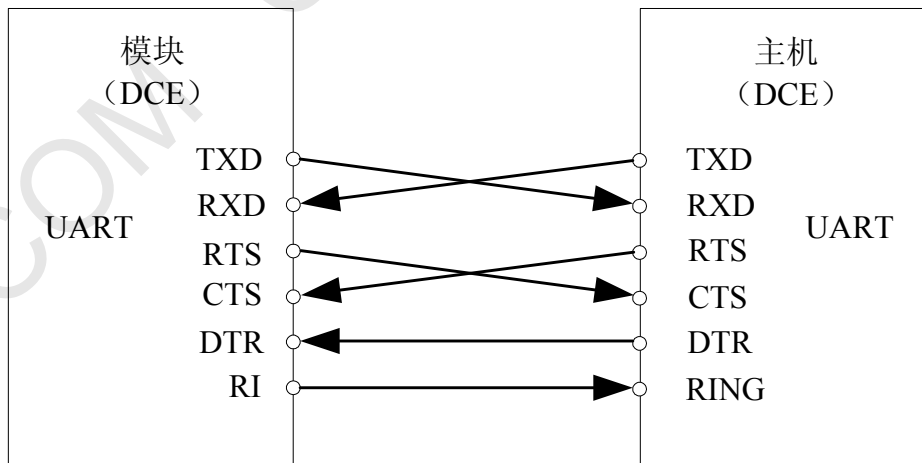 模块
（DCE）
主机
（DCE）
TXD
RXD
RTS
CTS
DTR
RI
UART
TXD
RXD
RTS
CTS
DTR
RING
UART
COM